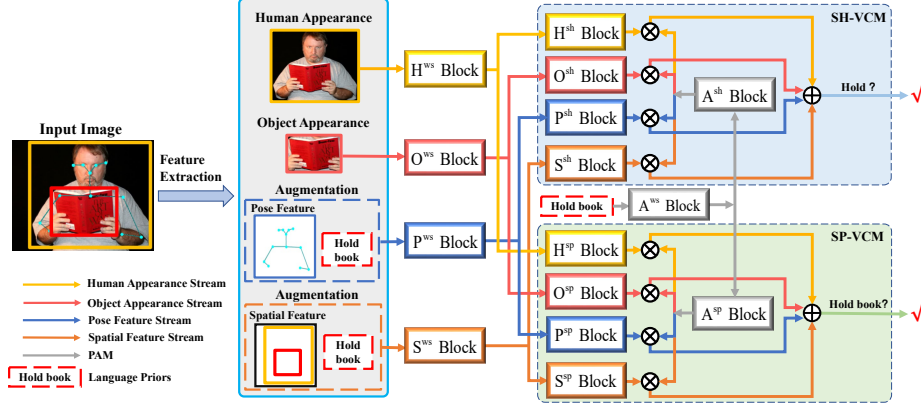 Human Appearance
SH-VCM
H^sh Block
O^sh Block
P^sh Block
S^sh Block
A^sh Block
Hold ?
H^ws Block
Object Appearance
Input Image
Feature
Extraction
O^ws Block
Augmentation
Pose Feature
Hold
book
P^ws Block
Hold book
A^ws Block
SP-VCM
H^sp Block
O^sp Block
P^sp Block
S^sp Block
A^sp Block
Hold book?
Augmentation
Spatial Feature
Hold
book
S^ws Block
Human Appearance Stream
Object Appearance Stream
Pose Feature Stream
Spatial Feature Stream
PAM
Hold book
Language Priors